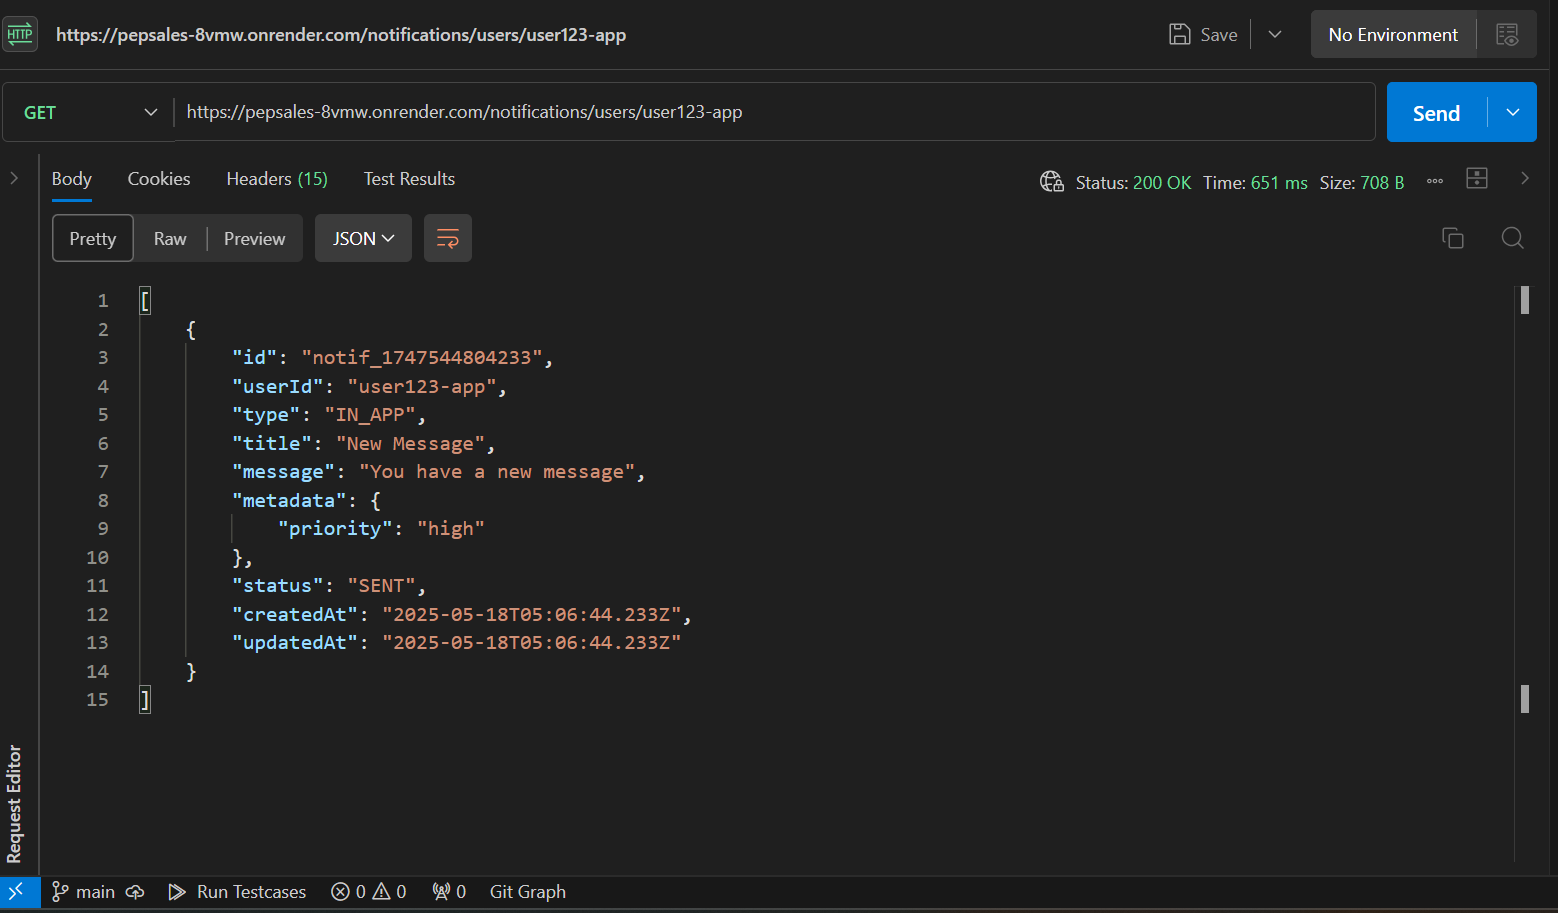 HTTP https://pepsales-8vmw.onrender.com/notifications/users/user123-app Save No Environment
GET https://pepsales-8vmw.onrender.com/notifications/users/user123-app Send
Body Cookies Headers (15) Test Results Status: 200 OK Time: 651 ms Size: 708 B
Pretty Raw Preview JSON
1 [
2 {
3 "id": "notif_1747544804233",
4 "userId": "user123-app",
5 "type": "IN_APP",
6 "title": "New Message",
7 "message": "You have a new message",
8 "metadata": {
9 "priority": "high"
10 },
11 "status": "SENT",
12 "createdAt": "2025-05-18T05:06:44.233Z",
13 "updatedAt": "2025-05-18T05:06:44.233Z"
14 }
15 ]
Request Editor
main Run Testcases 0 0 0 Git Graph